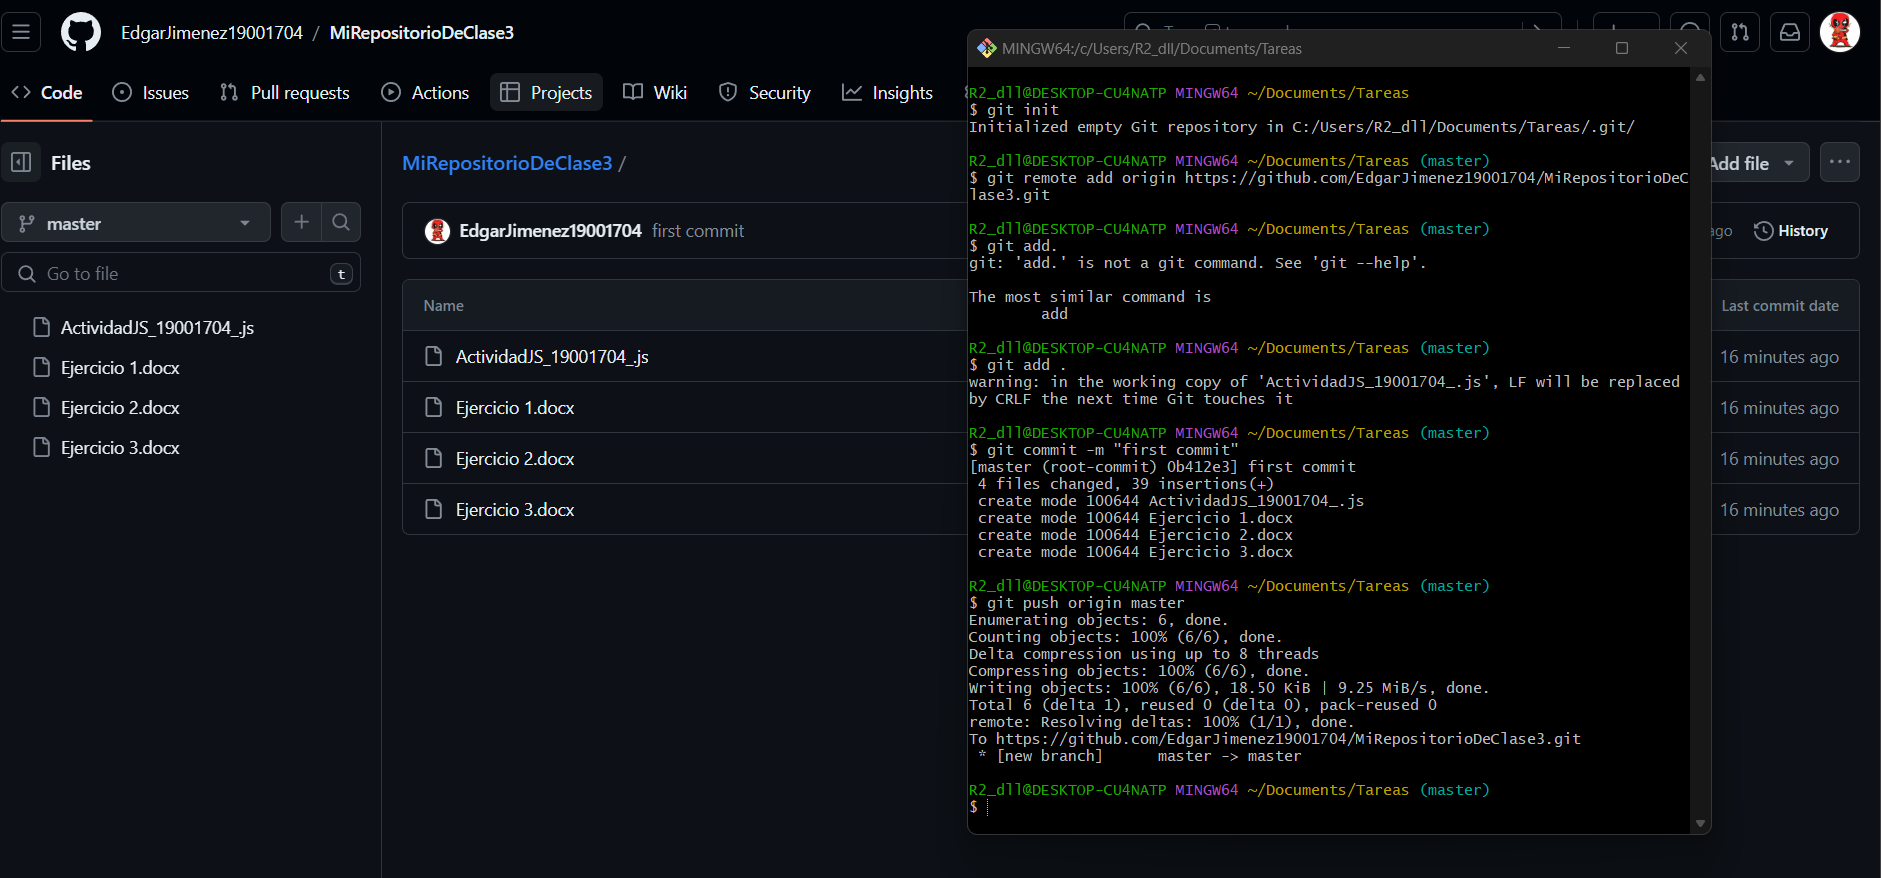 EdgarJimenez19001704 / MiRepositorioDeClase3
Code
Issues
Pull requests
Actions
Projects
Wiki
Security
Insights
Files
master
Go to file
t
ActividadJS_19001704_.js
Ejercicio 1.docx
Ejercicio 2.docx
Ejercicio 3.docx
MiRepositorioDeClase3 /
Add file
EdgarJimenez19001704 first commit
ago
History
Name
Last commit date
ActividadJS_19001704_.js
16 minutes ago
Ejercicio 1.docx
16 minutes ago
Ejercicio 2.docx
16 minutes ago
Ejercicio 3.docx
16 minutes ago
MINGW64:/c/Users/R2_dll/Documents/Tareas
R2_dll@DESKTOP-CU4NATP MINGW64 ~/Documents/Tareas
$ git init
Initialized empty Git repository in C:/Users/R2_dll/Documents/Tareas/.git/
R2_dll@DESKTOP-CU4NATP MINGW64 ~/Documents/Tareas (master)
$ git remote add origin https://github.com/EdgarJimenez19001704/MiRepositorioDeC
lase3.git
R2_dll@DESKTOP-CU4NATP MINGW64 ~/Documents/Tareas (master)
$ git add.
git: 'add.' is not a git command. See 'git --help'.
The most similar command is
add
R2_dll@DESKTOP-CU4NATP MINGW64 ~/Documents/Tareas (master)
$ git add .
warning: in the working copy of 'ActividadJS_19001704_.js', LF will be replaced
by CRLF the next time Git touches it
R2_dll@DESKTOP-CU4NATP MINGW64 ~/Documents/Tareas (master)
$ git commit -m "first commit"
[master (root-commit) 0b412e3] first commit
4 files changed, 39 insertions(+)
create mode 100644 ActividadJS_19001704_.js
create mode 100644 Ejercicio 1.docx
create mode 100644 Ejercicio 2.docx
create mode 100644 Ejercicio 3.docx
R2_dll@DESKTOP-CU4NATP MINGW64 ~/Documents/Tareas (master)
$ git push origin master
Enumerating objects: 6, done.
Counting objects: 100% (6/6), done.
Delta compression using up to 8 threads
Compressing objects: 100% (6/6), done.
Writing objects: 100% (6/6), 18.50 KiB | 9.25 MiB/s, done.
Total 6 (delta 1), reused 0 (delta 0), pack-reused 0
remote: Resolving deltas: 100% (1/1), done.
To https://github.com/EdgarJimenez19001704/MiRepositorioDeClase3.git
* [new branch]      master -> master
R2_dll@DESKTOP-CU4NATP MINGW64 ~/Documents/Tareas (master)
$